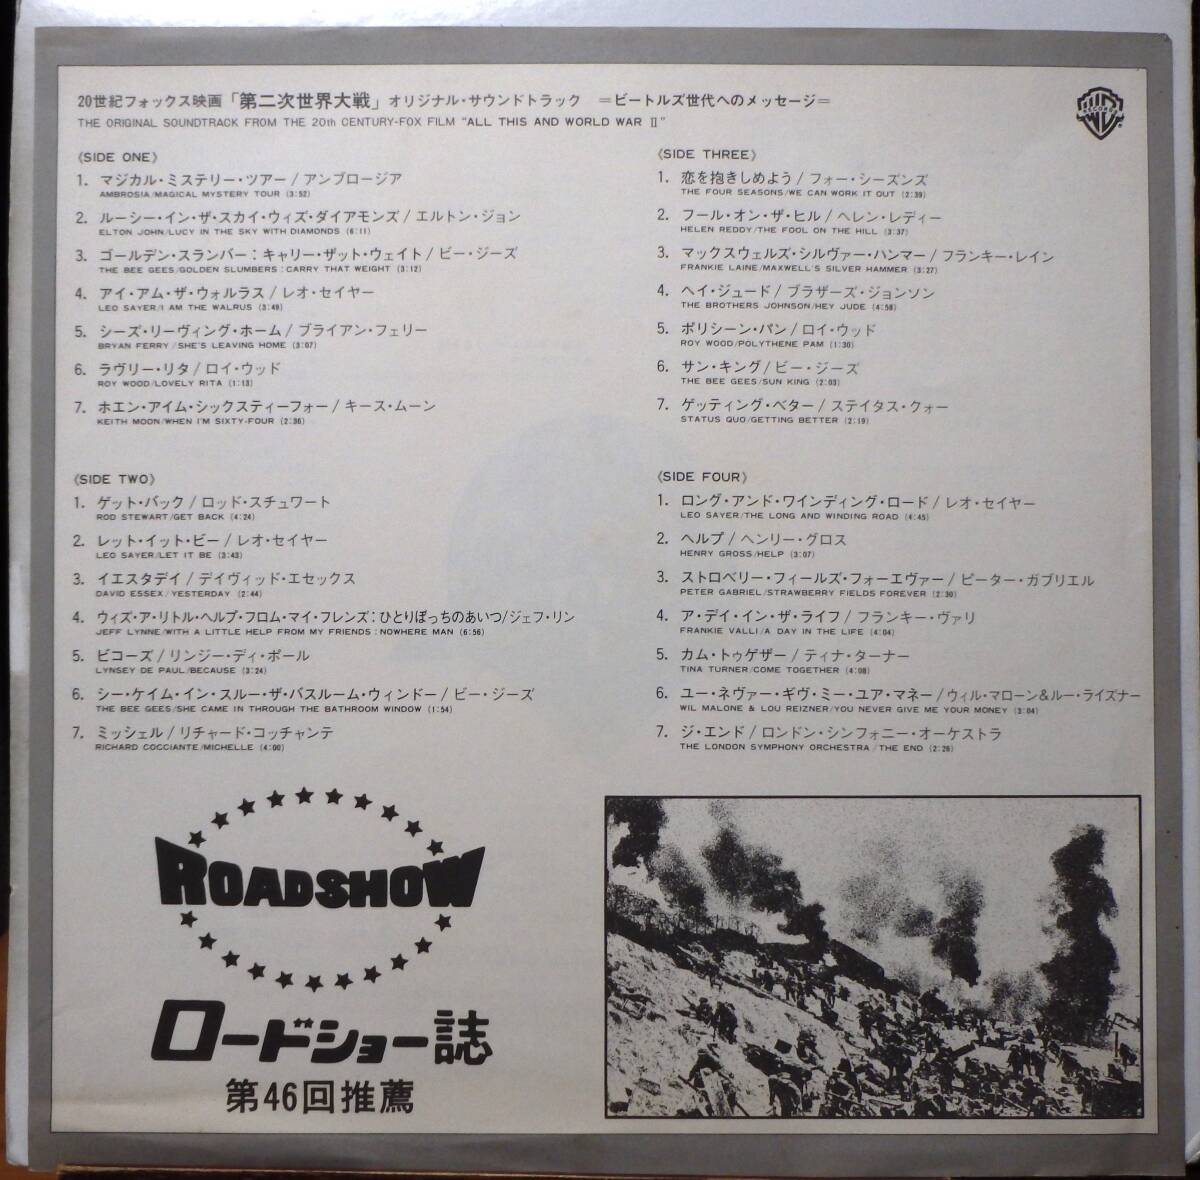 20世紀フォックス映画「第二次世界大戦」オリジナル・サウンドトラック =ビートルズ世代へのメッセージ=
THE ORIGINAL SOUNDTRACK FROM THE 20th CENTURY-FOX FILM "ALL THIS AND WORLD WAR II"
《SIDE ONE》
1. マジカル・ミステリー・ツアー/アンブロージア
AMBROSIA/MAGICAL MYSTERY TOUR (3:52)
2. ルーシー・イン・ザ・スカイ・ウィズ・ダイアモンズ/エルトン・ジョン
ELTON JOHN/LUCY IN THE SKY WITH DIAMONDS (6:11)
3. ゴールデン・スランバー:キャリー・ザット・ウェイト/ビー・ジーズ
THE BEE GEES/GOLDEN SLUMBERS:CARRY THAT WEIGHT (3:12)
4. アイ・アム・ザ・ウォルラス/レオ・セイヤー
LEO SAYER/I AM THE WALRUS (3:49)
5. シーズ・リーヴィング・ホーム/ブライアン・フェリー
BRYAN FERRY/SHE'S LEAVING HOME (3:07)
6. ラヴリー・リタ/ロイ・ウッド
ROY WOOD/LOVELY RITA (1:13)
7. ホエン・アイム・シックスティーフォー/キース・ムーン
KEITH MOON/WHEN I'M SIXTY-FOUR (2:36)
《SIDE TWO》
1. ゲット・バック/ロッド・スチュワート
ROD STEWART/GET BACK (4:24)
2. レット・イット・ビー/レオ・セイヤー
LEO SAYER/LET IT BE (3:43)
3. イエスタデイ/デイヴィッド・エセックス
DAVID ESSEX/YESTERDAY (2:44)
4. ウィズ・ア・リトル・ヘルプ・フロム・マイ・フレンズ:ひとりぼっちのあいつ/ジェフ・リン
JEFF LYNNE/WITH A LITTLE HELP FROM MY FRIENDS:NOWHERE MAN (6:56)
5. ビコーズ/リンジー・ディ・ポール
LYNSEY DE PAUL/BECAUSE (3:24)
6. シー・ケイム・イン・スルー・ザ・バスルーム・ウィンドー/ビー・ジーズ
THE BEE GEES/SHE CAME IN THROUGH THE BATHROOM WINDOW (1:54)
7. ミッシェル/リチャード・コッチャンテ
RICHARD COCCIANTE/MICHELLE (4:00)
《SIDE THREE》
1. 恋を抱きしめよう/フォー・シーズンズ
THE FOUR SEASONS/WE CAN WORK IT OUT (2:39)
2. フール・オン・ザ・ヒル/ヘレン・レディー
HELEN REDDY/THE FOOL ON THE HILL (3:37)
3. マックスウェルズ・シルヴァー・ハンマー/フランキー・レイン
FRANKIE LAINE/MAXWELL'S SILVER HAMMER (3:27)
4. ヘイ・ジュード/ブラザーズ・ジョンソン
THE BROTHERS JOHNSON/HEY JUDE (4:58)
5. ポリシーン・パン/ロイ・ウッド
ROY WOOD/POLYTHENE PAM (1:30)
6. サン・キング/ビー・ジーズ
THE BEE GEES/SUN KING (2:03)
7. ゲッティング・ベター/ステイタス・クォー
STATUS QUO/GETTING BETTER (2:19)
《SIDE FOUR》
1. ロング・アンド・ワインディング・ロード/レオ・セイヤー
LEO SAYER/THE LONG AND WINDING ROAD (4:45)
2. ヘルプ/ヘンリー・グロス
HENRY GROSS/HELP (3:07)
3. ストロベリー・フィールズ・フォーエヴァー/ピーター・ガブリエル
PETER GABRIEL/STRAWBERRY FIELDS FOREVER (2:30)
4. ア・デイ・イン・ザ・ライフ/フランキー・ヴァリ
FRANKIE VALLI/A DAY IN THE LIFE (4:04)
5. カム・トゥゲザー/ティナ・ターナー
TINA TURNER/COME TOGETHER (4:08)
6. ユー・ネヴァー・ギヴ・ミー・ユア・マネー/ウィル・マローン&ルー・ライズナー
WIL MALONE & LOU REIZNER/YOU NEVER GIVE ME YOUR MONEY (3:04)
7. ジ・エンド/ロンドン・シンフォニー・オーケストラ
THE LONDON SYMPHONY ORCHESTRA/THE END (2:26)
RECORDS
ROADSHOW
ロードショー誌
第46回推薦